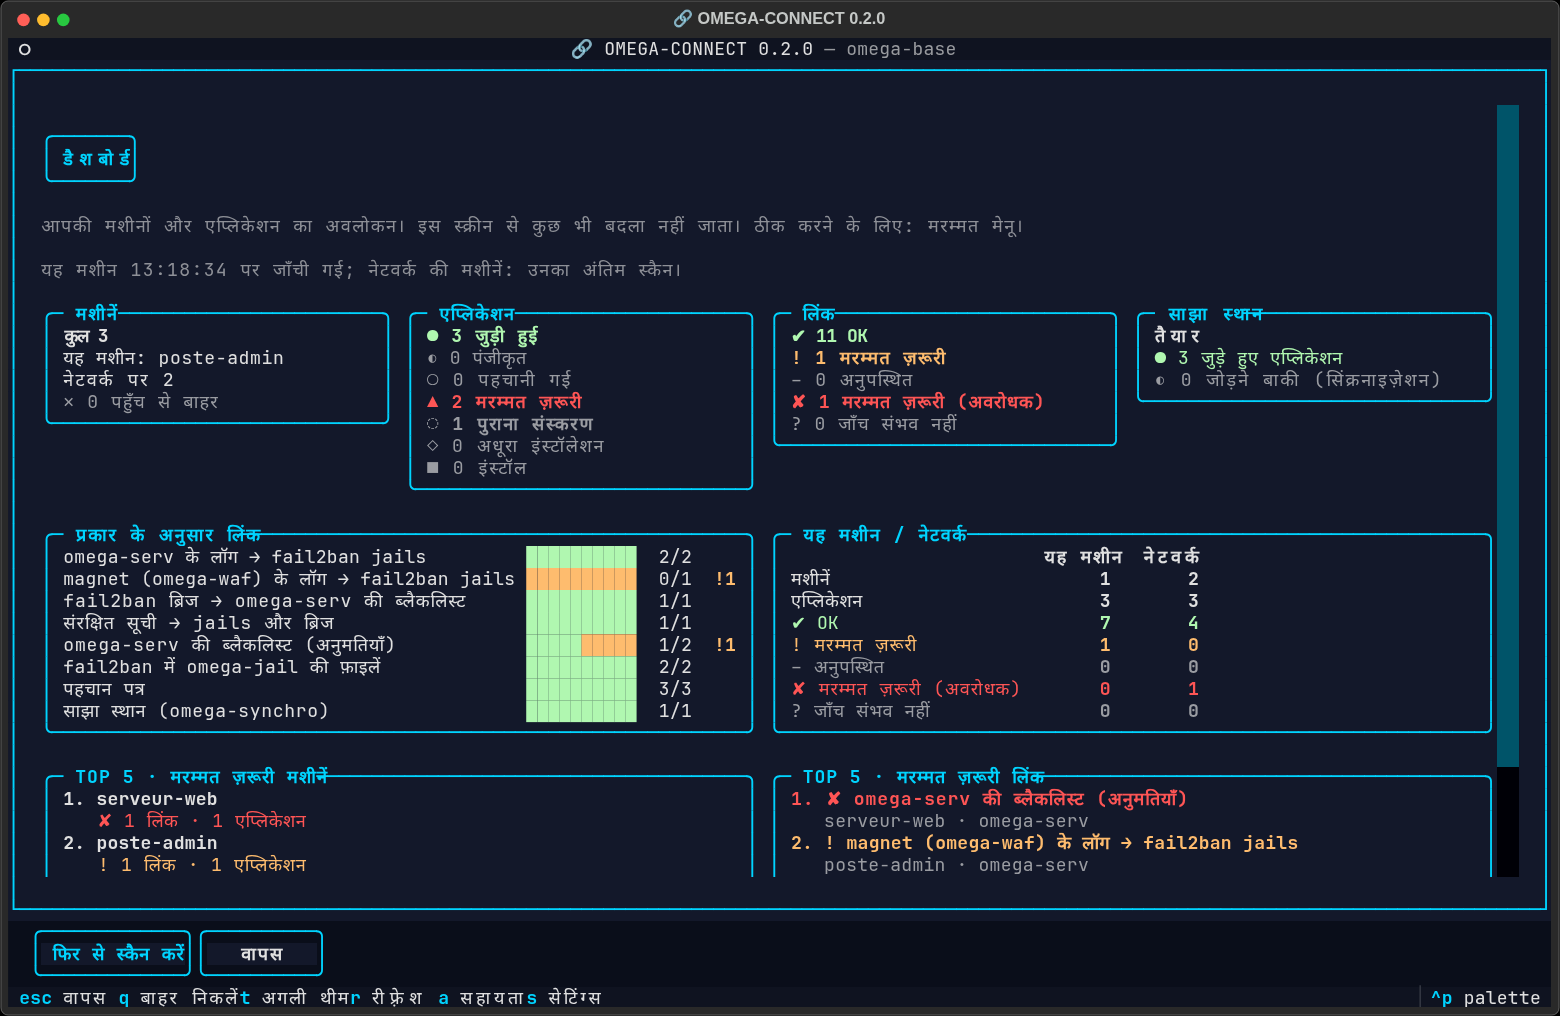 🔗 OMEGA-CONNECT 0.2.0
🔗 OMEGA-CONNECT 0.2.0 — omega-base
डैशबोर्ड
आपकी मशीनों और एप्लिकेशन का अवलोकन। इस स्क्रीन से कुछ भी बदला नहीं जाता। ठीक करने के लिए: मरम्मत मेनू।
यह मशीन 13:18:34 पर जाँची गई; नेटवर्क की मशीनें: उनका अंतिम स्कैन।
मशीनें
कुल 3
यह मशीन: poste-admin
नेटवर्क पर 2
× 0 पहुँच से बाहर
एप्लिकेशन
● 3 जुड़ी हुई
◐ 0 पंजीकृत
○ 0 पहचानी गई
▲ 2 मरम्मत ज़रूरी
◌ 1 पुराना संस्करण
◇ 0 अधूरा इंस्टॉलेशन
■ 0 इंस्टॉल
लिंक
✔ 11 OK
! 1 मरम्मत ज़रूरी
– 0 अनुपस्थित
✘ 1 मरम्मत ज़रूरी (अवरोधक)
? 0 जाँच संभव नहीं
साझा स्थान
तैयार
● 3 जुड़े हुए एप्लिकेशन
◐ 0 जोड़ने बाकी (सिंक्रनाइज़ेशन)
प्रकार के अनुसार लिंक
omega-serv के लॉग → fail2ban jails 2/2
magnet (omega-waf) के लॉग → fail2ban jails 0/1 !1
fail2ban ब्रिज → omega-serv की ब्लैकलिस्ट 1/1
संरक्षित सूची → jails और ब्रिज 1/1
omega-serv की ब्लैकलिस्ट (अनुमतियाँ) 1/2 !1
fail2ban में omega-jail की फ़ाइलें 2/2
पहचान पत्र 3/3
साझा स्थान (omega-synchro) 1/1
यह मशीन / नेटवर्क
यह मशीन नेटवर्क
मशीनें 1 2
एप्लिकेशन 3 3
✔ OK 7 4
! मरम्मत ज़रूरी 1 0
– अनुपस्थित 0 0
✘ मरम्मत ज़रूरी (अवरोधक) 0 1
? जाँच संभव नहीं 0 0
TOP 5 · मरम्मत ज़रूरी मशीनें
1. serveur-web
✘ 1 लिंक · 1 एप्लिकेशन
2. poste-admin
! 1 लिंक · 1 एप्लिकेशन
TOP 5 · मरम्मत ज़रूरी लिंक
1. ✘ omega-serv की ब्लैकलिस्ट (अनुमतियाँ)
serveur-web · omega-serv
2. ! magnet (omega-waf) के लॉग → fail2ban jails
poste-admin · omega-serv
फिर से स्कैन करें वापस
esc वापस q बाहर निकलें t अगली थीम r रीफ़्रेश a सहायता s सेटिंग्स ^p palette